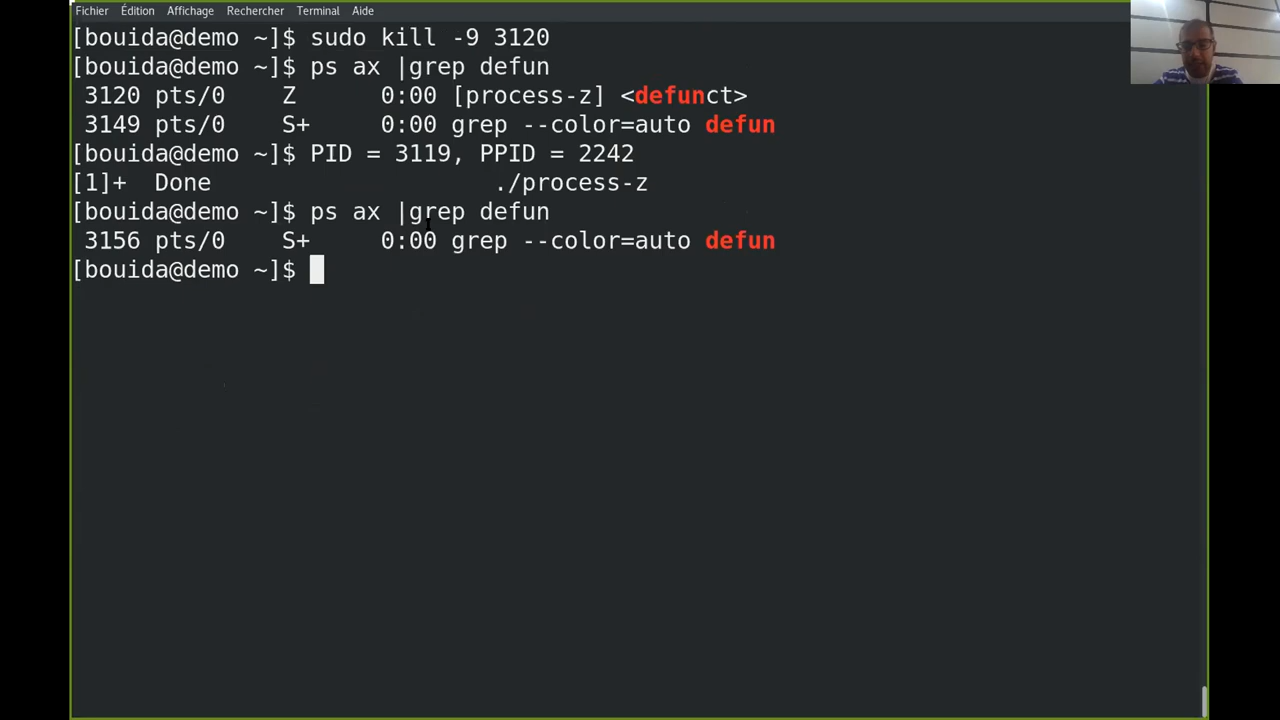 Fichier Édition Affichage Rechercher Terminal Aide
[bouida@demo ~]$ sudo kill -9 3120
[bouida@demo ~]$ ps ax |grep defun
3120 pts/0 Z 0:00 [process-z] <defunct>
3149 pts/0 S+ 0:00 grep --color=auto defun
[bouida@demo ~]$ PID = 3119, PPID = 2242
[1]+ Done ./process-z
[bouida@demo ~]$ ps ax |grep defun
3156 pts/0 S+ 0:00 grep --color=auto defun
[bouida@demo ~]$